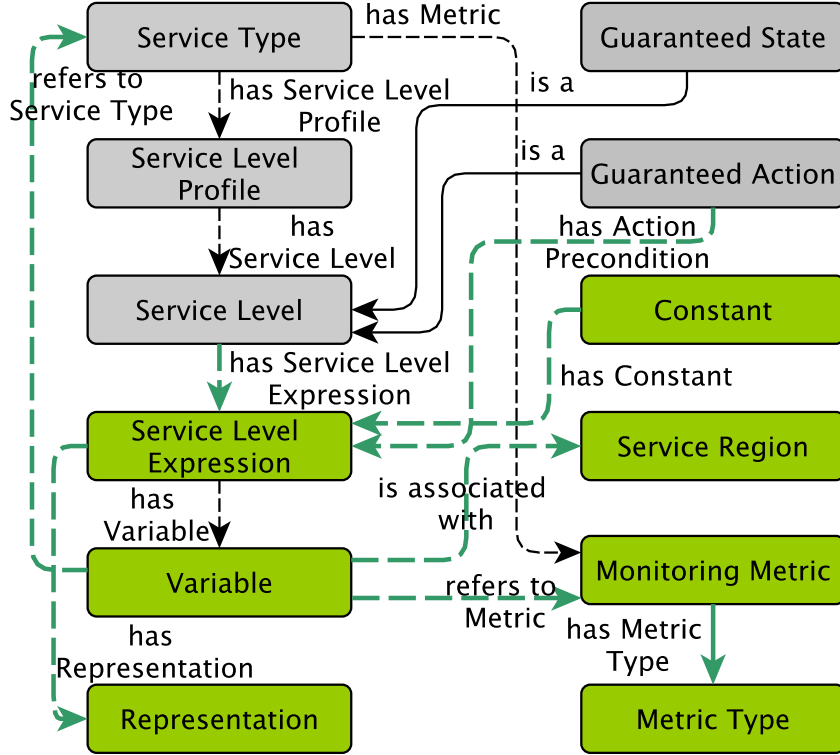 Service Type
has Metric
Guaranteed State
refers to
Service Type
has Service Level
Profile
is a
Service Level
Profile
is a
Guaranteed Action
has
Service Level
has Action
Precondition
Service Level
Constant
has Service Level
Expression
has Constant
Service Level
Expression
Service Region
is associated
with
has
Variable
Variable
refers to
Metric
Monitoring Metric
has Metric
Type
has
Representation
Representation
Metric Type